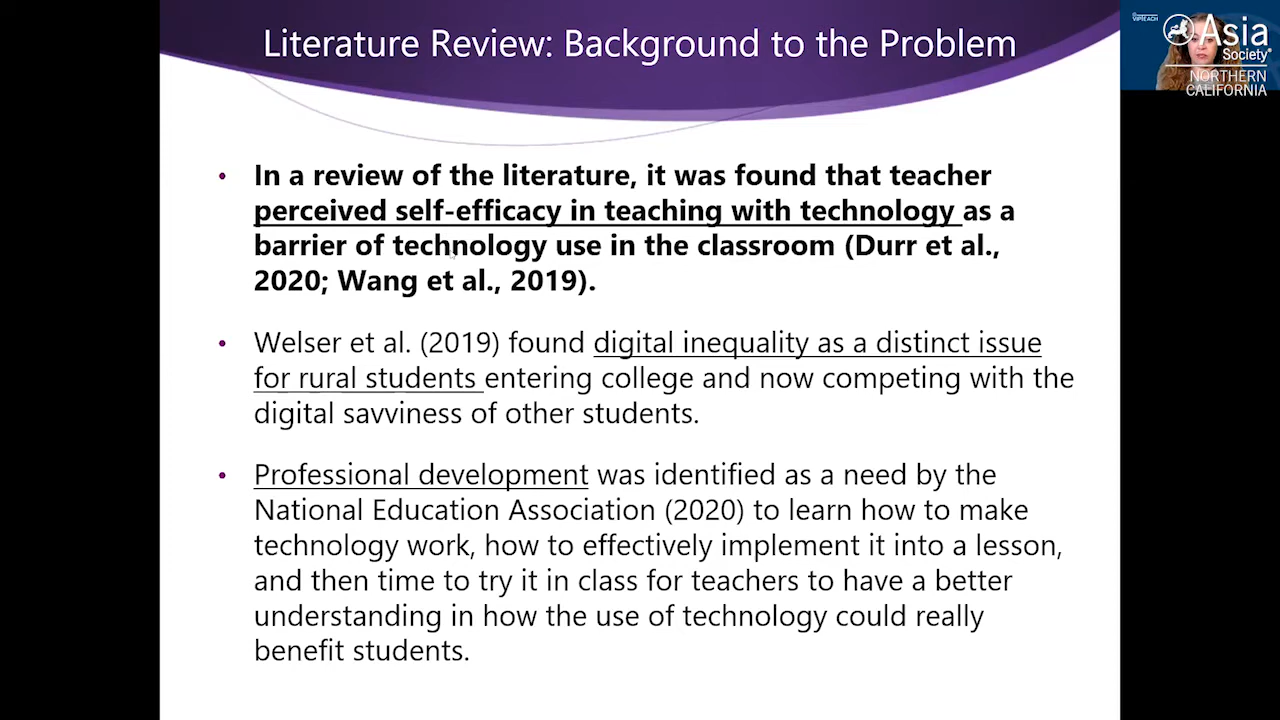 Literature Review: Background to the Problem
VIPTEACH
Asia
Society
NORTHERN
CALIFORNIA
• In a review of the literature, it was found that teacher
perceived self-efficacy in teaching with technology as a
barrier of technology use in the classroom (Durr et al.,
2020; Wang et al., 2019).
• Welser et al. (2019) found digital inequality as a distinct issue
for rural students entering college and now competing with the
digital savviness of other students.
• Professional development was identified as a need by the
National Education Association (2020) to learn how to make
technology work, how to effectively implement it into a lesson,
and then time to try it in class for teachers to have a better
understanding in how the use of technology could really
benefit students.